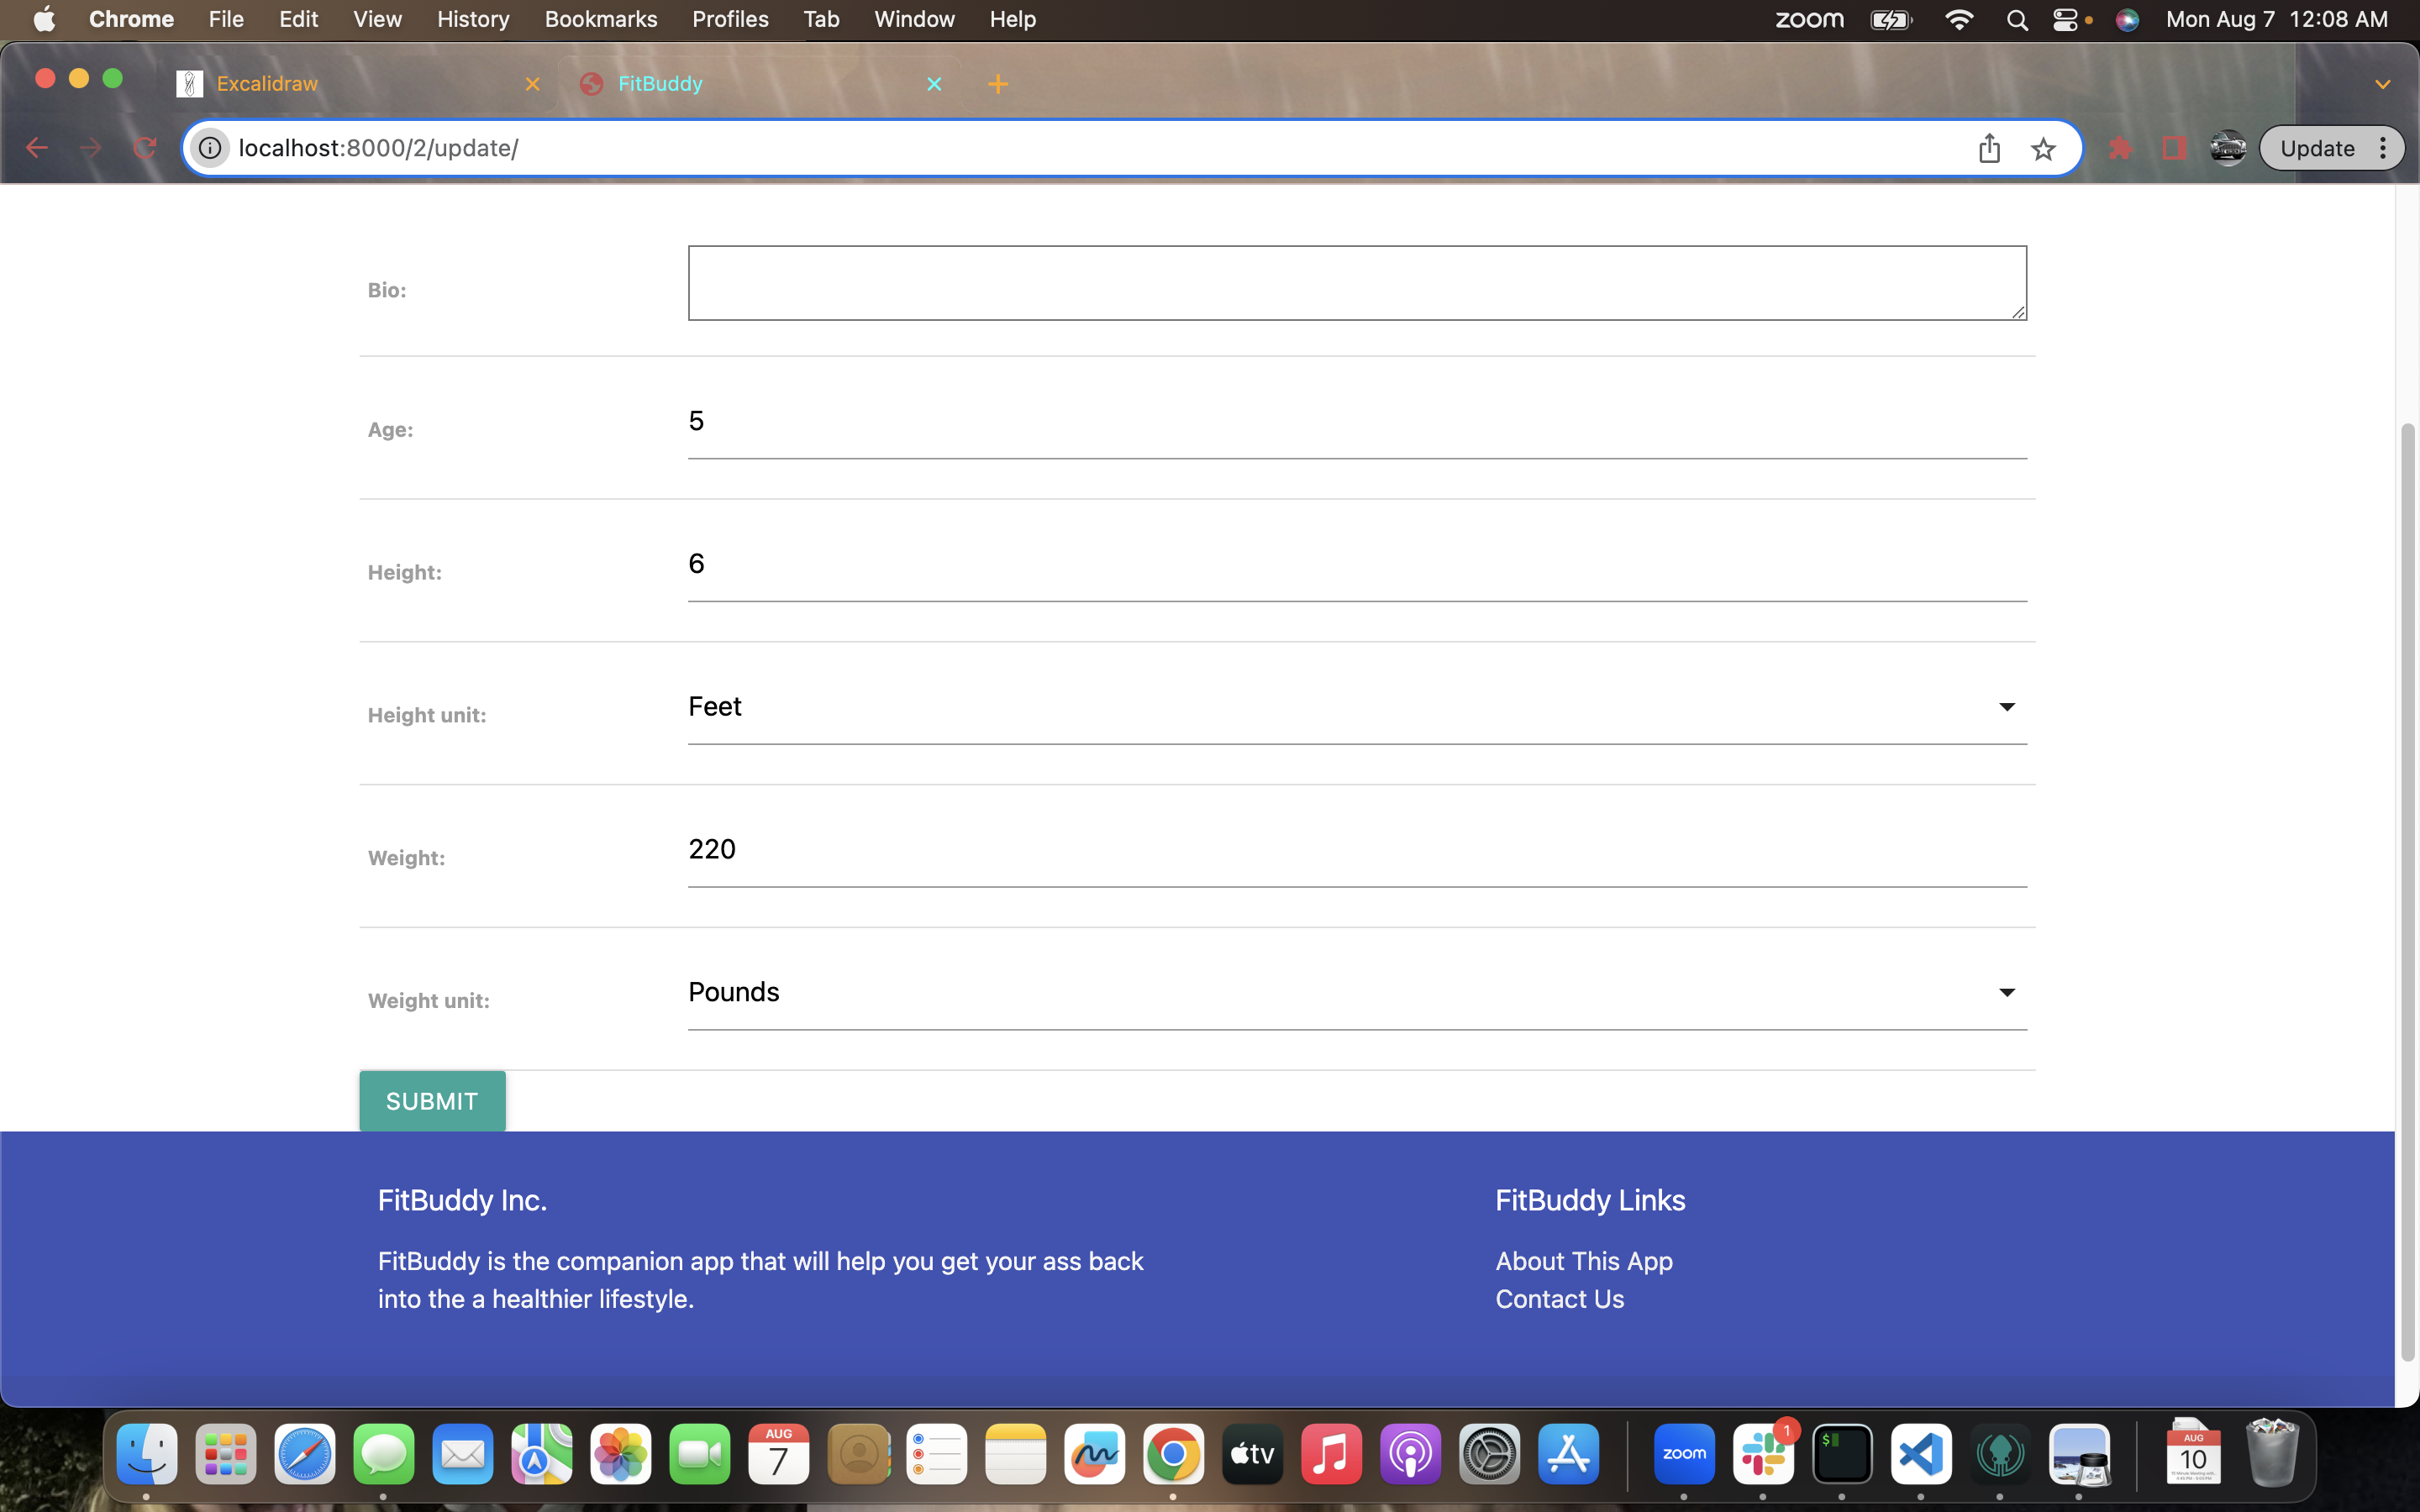 Chrome File Edit View History Bookmarks Profiles Tab Window Help zoom Mon Aug 7 12:08 AM
Excalidraw FitBuddy
localhost:8000/2/update/ Update
Bio:
Age: 5
Height: 6
Height unit: Feet
Weight: 220
Weight unit: Pounds
SUBMIT
FitBuddy Inc. FitBuddy Links
FitBuddy is the companion app that will help you get your ass back About This App
into the a healthier lifestyle. Contact Us
AUG
7
tv
zoom
1
$
AUG
10